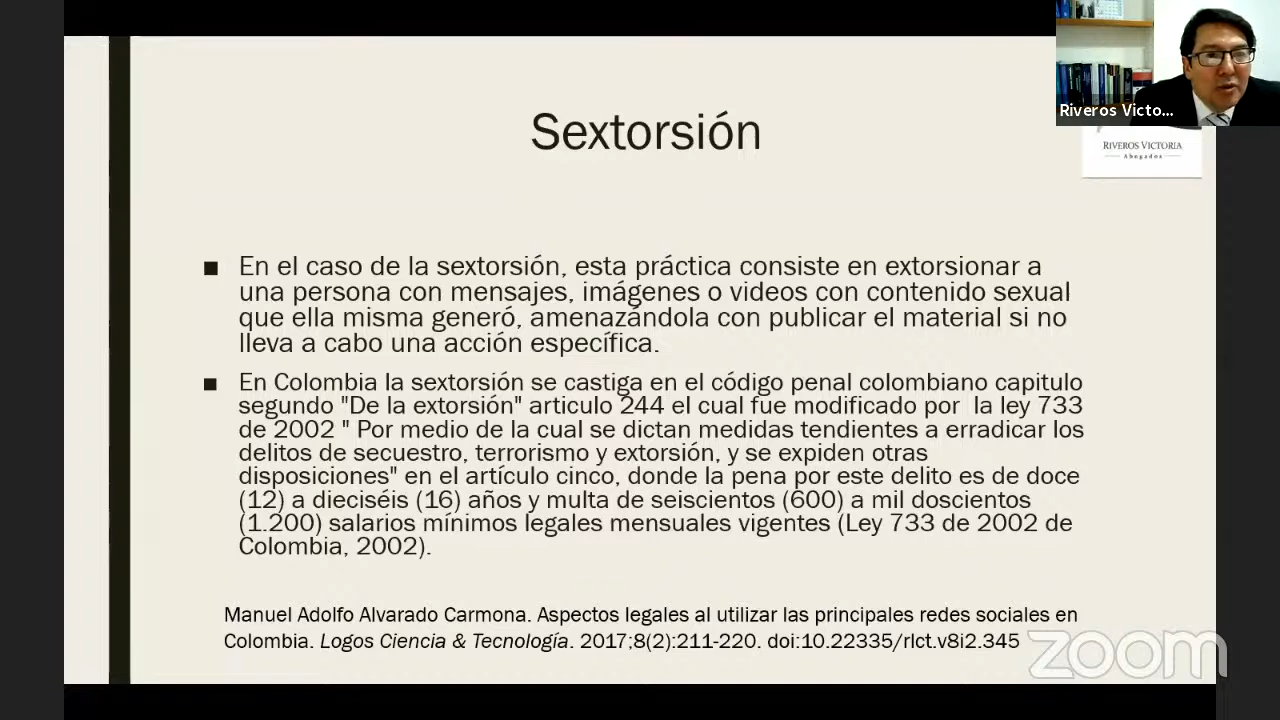 Sextorsión
Riveros Victo...
RIVEROS VICTORIA
Abogados
■ En el caso de la sextorsión, esta práctica consiste en extorsionar a
una persona con mensajes, imágenes o videos con contenido sexual
que ella misma generó, amenazándola con publicar el material si no
lleva a cabo una acción específica.
■ En Colombia la sextorsión se castiga en el código penal colombiano capitulo
segundo "De la extorsión" articulo 244 el cual fue modificado por  la ley 733
de 2002 " Por medio de la cual se dictan medidas tendientes a erradicar los
delitos de secuestro, terrorismo y extorsión, y se expiden otras
disposiciones" en el artículo cinco, donde la pena por este delito es de doce
(12) a dieciséis (16) años y multa de seiscientos (600) a mil doscientos
(1.200) salarios mínimos legales mensuales vigentes (Ley 733 de 2002 de
Colombia, 2002).
Manuel Adolfo Alvarado Carmona. Aspectos legales al utilizar las principales redes sociales en
Colombia. Logos Ciencia & Tecnología. 2017;8(2):211-220. doi:10.22335/rlct.v8i2.345
zoom